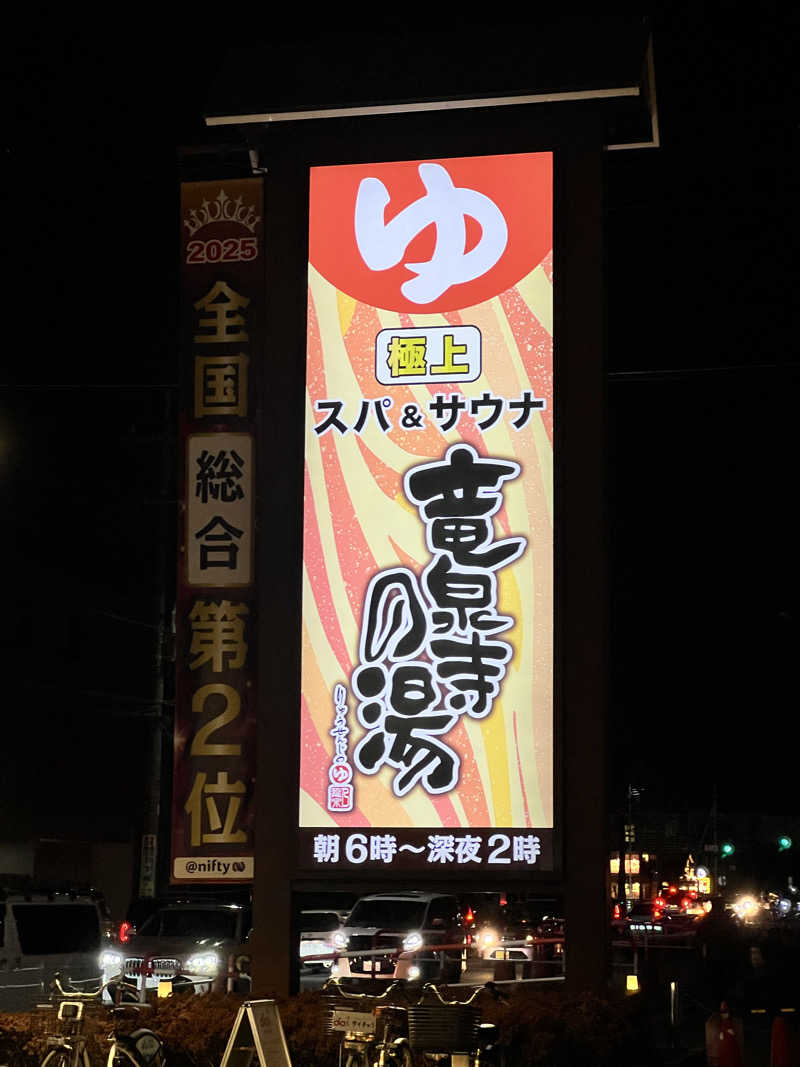 ゆ
極上
スパ&サウナ
竜泉寺
の湯
りゅうせんじの
ゆ
朝6時～深夜2時
2025
全国
総合
第2位
@nifty